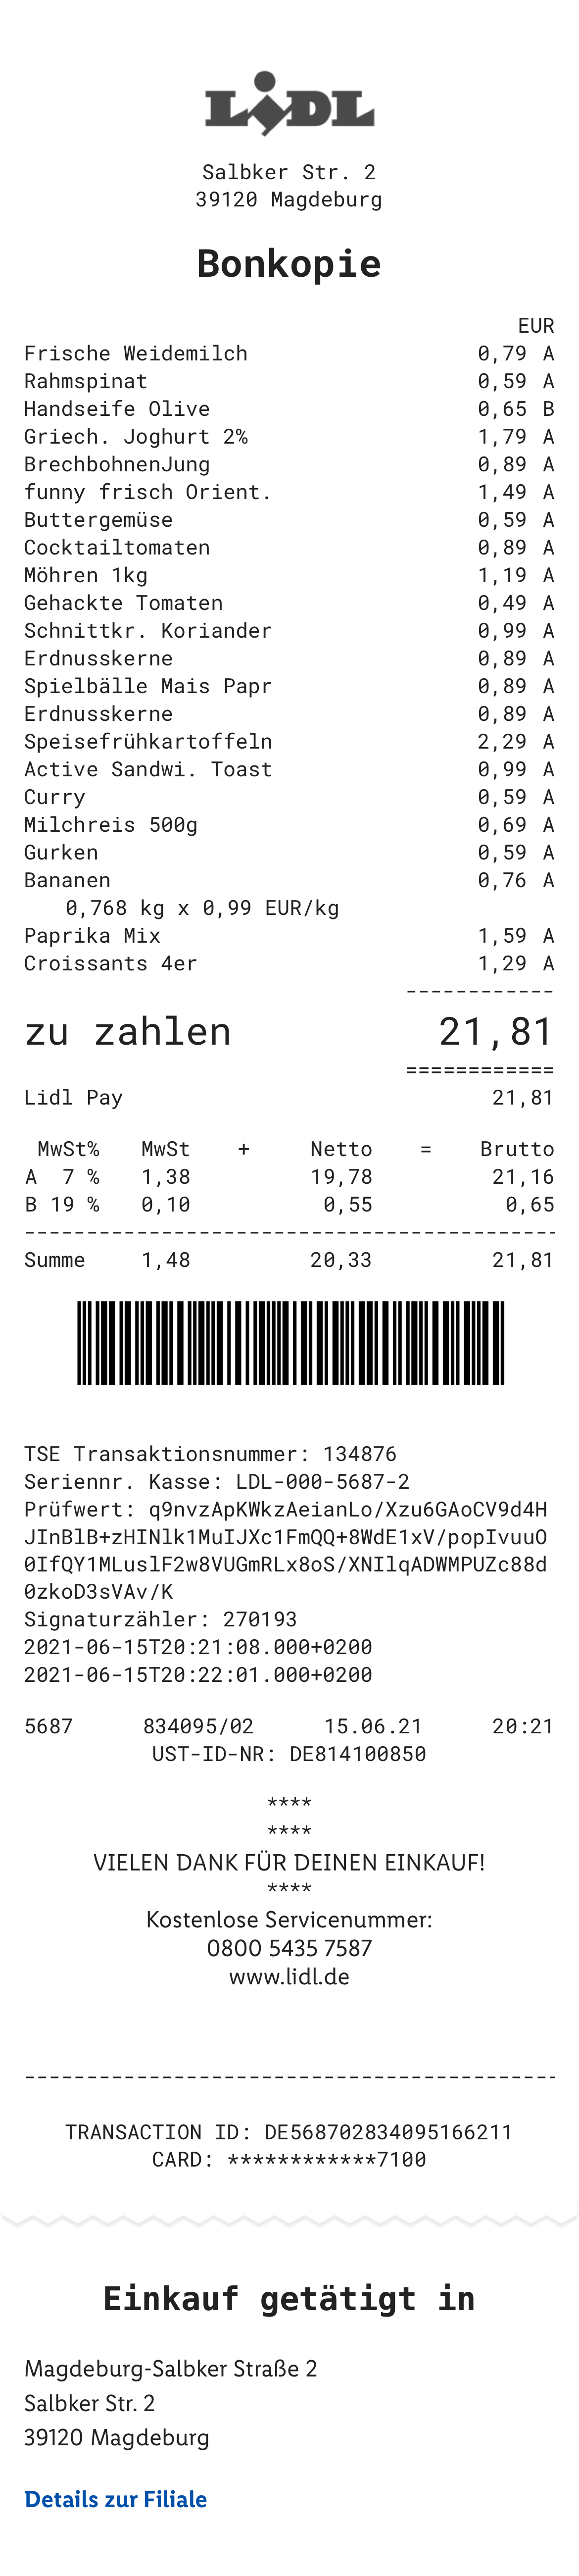 LIDL
Salbker Str. 2
39120 Magdeburg
Bonkopie
EUR
Frische Weidemilch 0,79 A
Rahmspinat 0,59 A
Handseife Olive 0,65 B
Griech. Joghurt 2% 1,79 A
BrechbohnenJung 0,89 A
funny frisch Orient. 1,49 A
Buttergemüse 0,59 A
Cocktailtomaten 0,89 A
Möhren 1kg 1,19 A
Gehackte Tomaten 0,49 A
Schnittkr. Koriander 0,99 A
Erdnusskerne 0,89 A
Spielbälle Mais Papr 0,89 A
Erdnusskerne 0,89 A
Speisefrühkartoffeln 2,29 A
Active Sandwi. Toast 0,99 A
Curry 0,59 A
Milchreis 500g 0,69 A
Gurken 0,59 A
Bananen 0,76 A
0,768 kg x 0,99 EUR/kg
Paprika Mix 1,59 A
Croissants 4er 1,29 A
------------
zu zahlen 21,81
============
Lidl Pay 21,81
MwSt% MwSt + Netto = Brutto
A 7 % 1,38 19,78 21,16
B 19 % 0,10 0,55 0,65
-------------------------------------------
Summe 1,48 20,33 21,81
TSE Transaktionsnummer: 134876
Seriennr. Kasse: LDL-000-5687-2
Prüfwert: q9nvzApKWkzAeianLo/Xzu6GAoCV9d4H
JInBlB+zHINlk1MuIJXc1FmQQ+8WdE1xV/popIvuuO
0IfQY1MLuslF2w8VUGmRLx8oS/XNIlqADWMPUZc88d
0zkoD3sVAv/K
Signaturzähler: 270193
2021-06-15T20:21:08.000+0200
2021-06-15T20:22:01.000+0200
5687 834095/02 15.06.21 20:21
UST-ID-NR: DE814100850
****
****
VIELEN DANK FÜR DEINEN EINKAUF!
****
Kostenlose Servicenummer:
0800 5435 7587
www.lidl.de
-------------------------------------------
TRANSACTION ID: DE568702834095166211
CARD: ************7100
Einkauf getätigt in
Magdeburg-Salbker Straße 2
Salbker Str. 2
39120 Magdeburg
Details zur Filiale